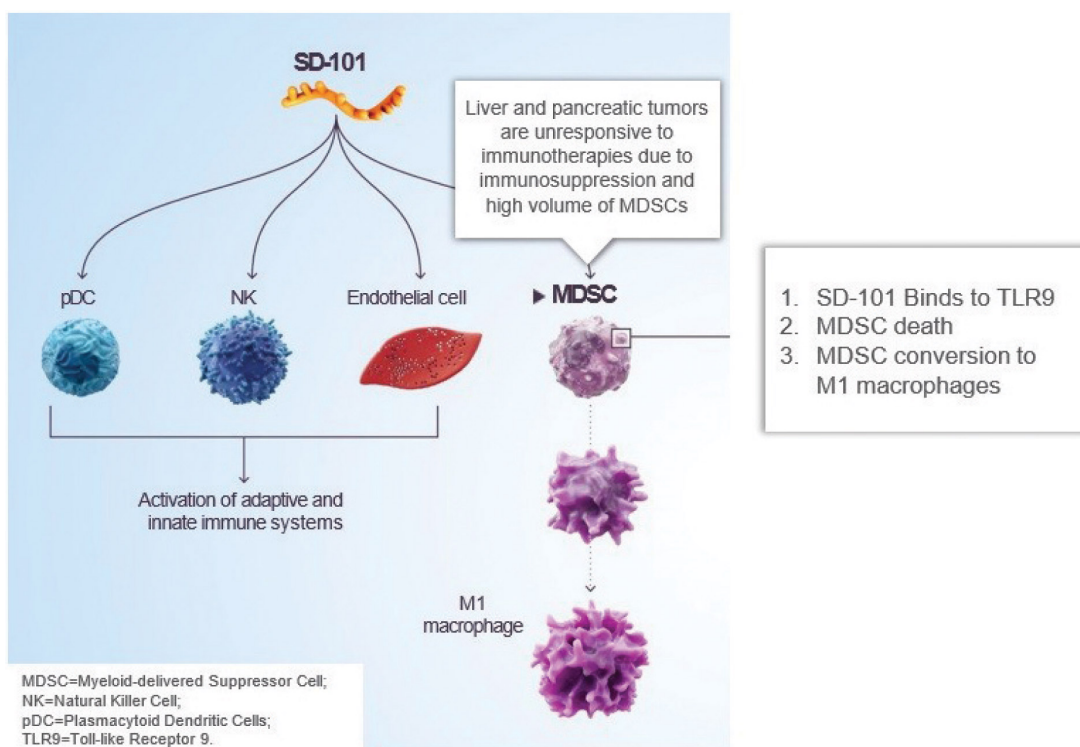 SD-101
Liver and pancreatic tumors
are unresponsive to
immunotherapies due to
immunosuppression and
high volume of MDSCs
pDC
NK
Endothelial cell
MDSC
1. SD-101 Binds to TLR9
2. MDSC death
3. MDSC conversion to
M1 macrophages
Activation of adaptive and
innate immune systems
M1
macrophage
MDSC=Myeloid-delivered Suppressor Cell;
NK=Natural Killer Cell;
pDC=Plasmacytoid Dendritic Cells;
TLR9=Toll-like Receptor 9.